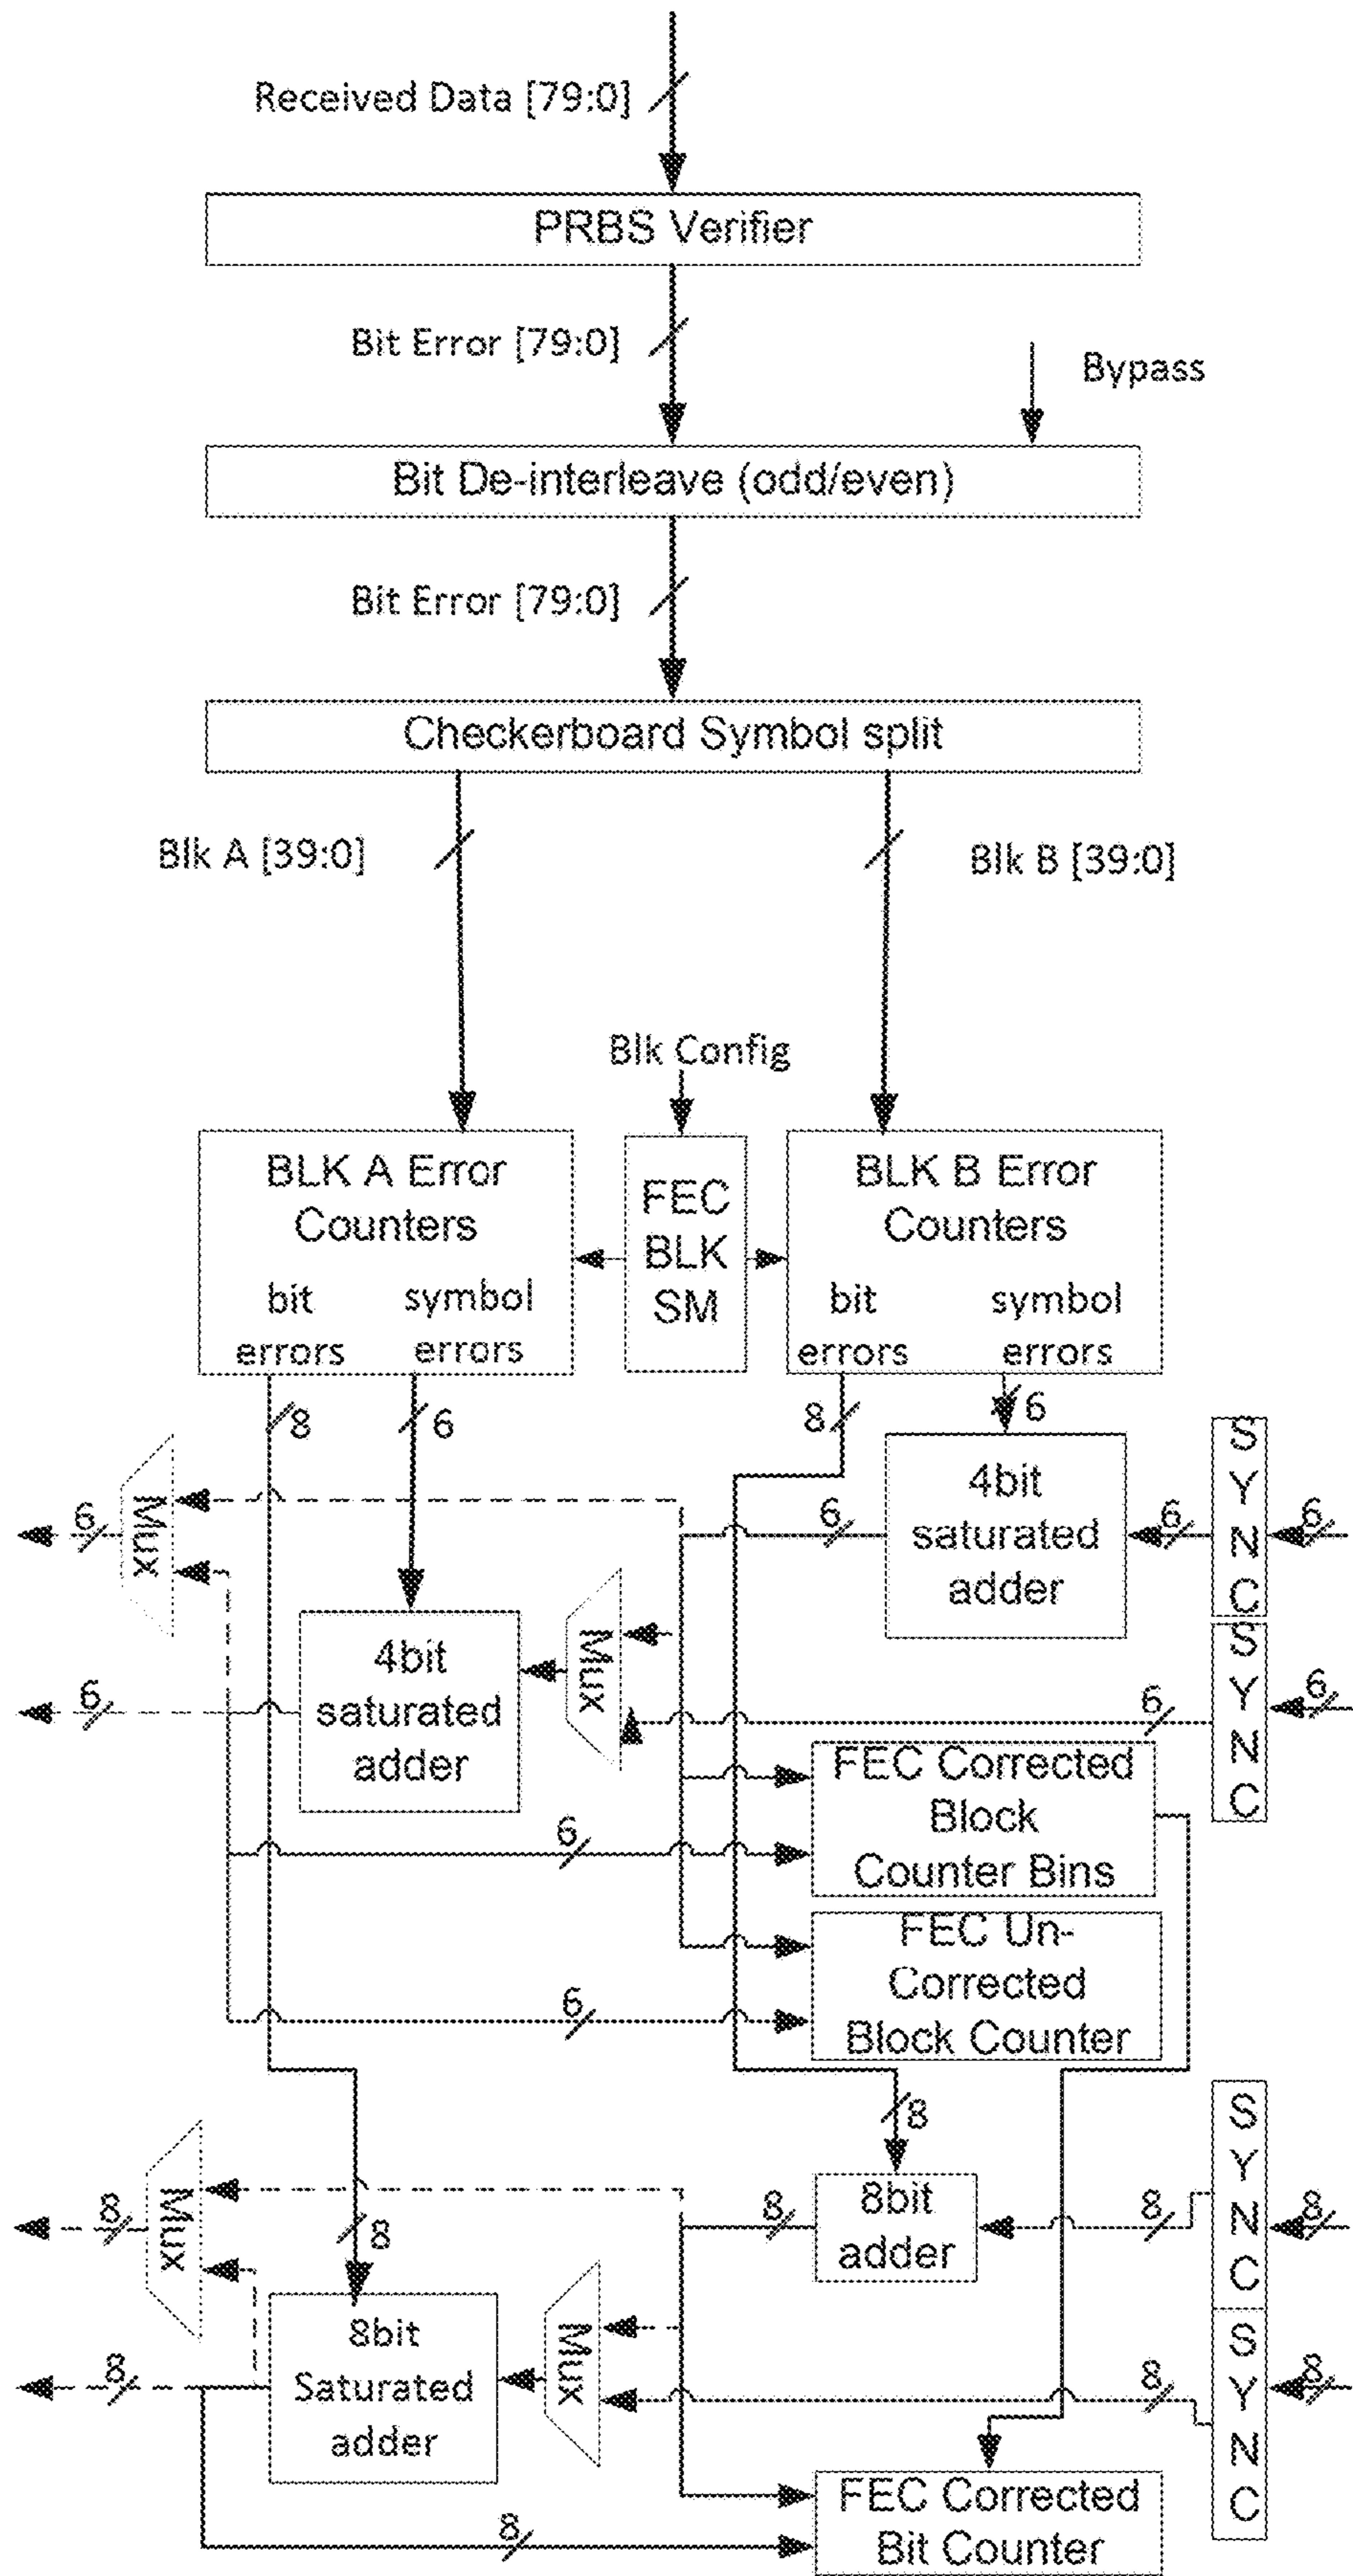 Received Data [79:0]
PRBS Verifier
Bit Error [79:0]
Bypass
Bit De-interleave (odd/even)
Bit Error [79:0]
Checkerboard Symbol split
Blk A [39:0]
Blk B [39:0]
Blk Config
BLK A Error
Counters
bit
errors
symbol
errors
FEC
BLK
SM
BLK B Error
Counters
bit
errors
symbol
errors
8
6
8
6
Mux
6
4bit
saturated
adder
6
6
SYNC
6
4bit
saturated
adder
Mux
6
6
SYNC
6
FEC Corrected
Block
Counter Bins
6
FEC Un-
Corrected
Block Counter
6
8
8
Mux
8
8bit
adder
8
8
SYNC
8
8bit
Saturated
adder
Mux
8
8
SYNC
8
FEC Corrected
Bit Counter
8